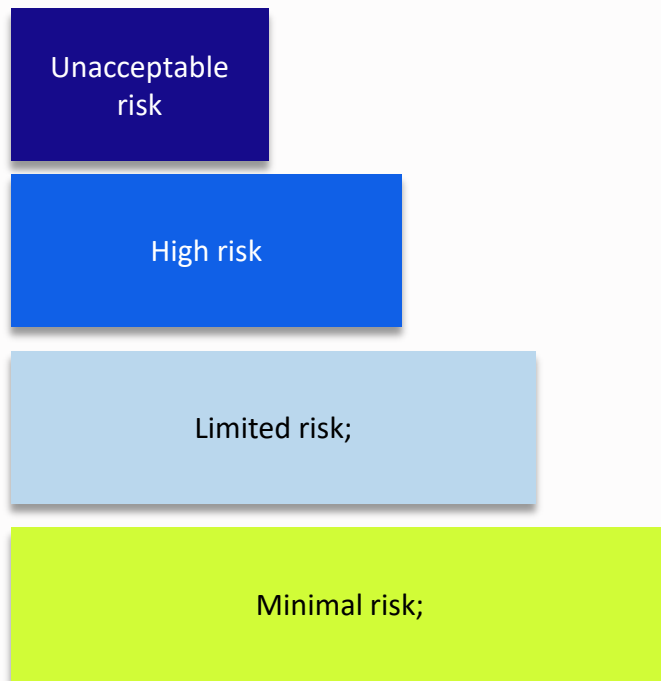 Unacceptable
risk
High risk
Limited risk;
Minimal risk;